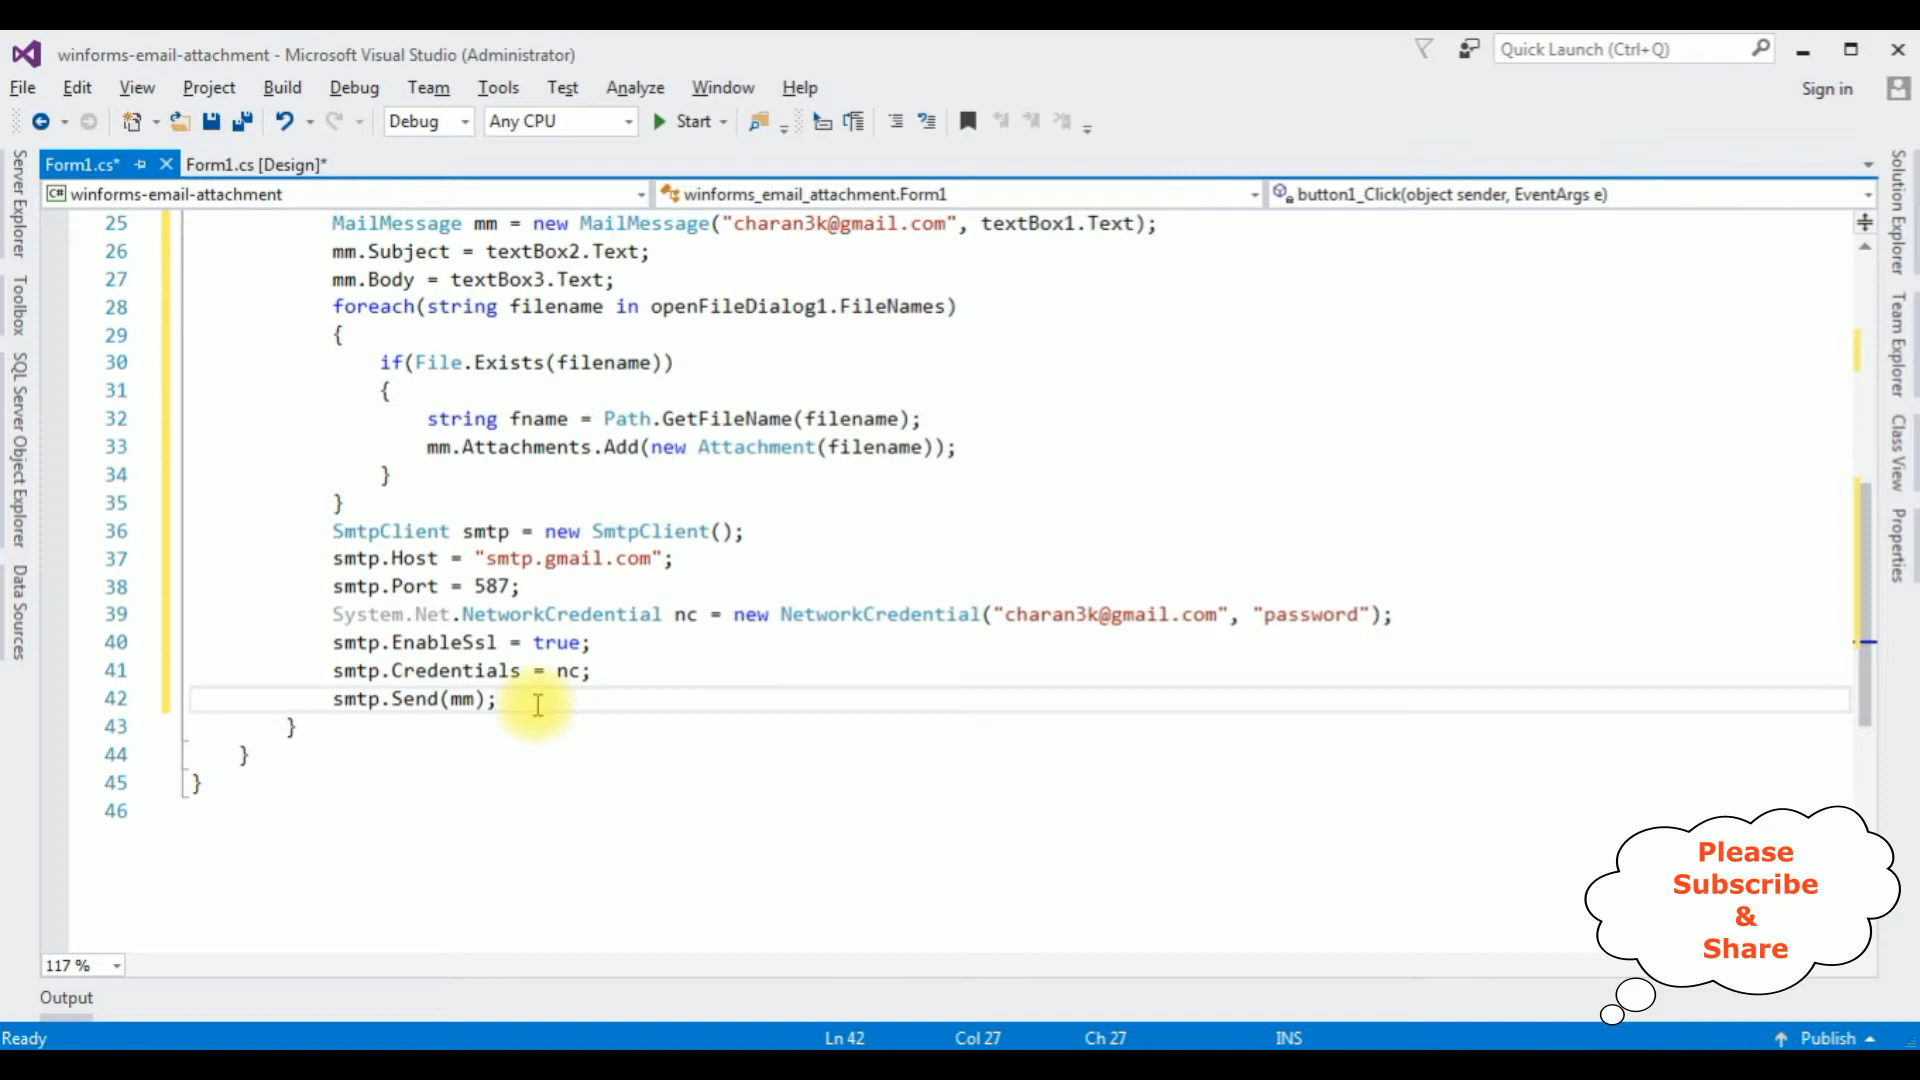 winforms-email-attachment - Microsoft Visual Studio (Administrator)
Quick Launch (Ctrl+Q)
File Edit View Project Build Debug Team Tools Test Analyze Window Help
Sign in
Debug Any CPU Start
Form1.cs* Form1.cs [Design]*
C# winforms-email-attachment winforms_email_attachment.Form1 button1_Click(object sender, EventArgs e)
25 MailMessage mm = new MailMessage("charan3k@gmail.com", textBox1.Text);
26 mm.Subject = textBox2.Text;
27 mm.Body = textBox3.Text;
28 foreach(string filename in openFileDialog1.FileNames)
29 {
30 if(File.Exists(filename))
31 {
32 string fname = Path.GetFileName(filename);
33 mm.Attachments.Add(new Attachment(filename));
34 }
35 }
36 SmtpClient smtp = new SmtpClient();
37 smtp.Host = "smtp.gmail.com";
38 smtp.Port = 587;
39 System.Net.NetworkCredential nc = new NetworkCredential("charan3k@gmail.com", "password");
40 smtp.EnableSsl = true;
41 smtp.Credentials = nc;
42 smtp.Send(mm);
43 }
44 }
45 }
46
Server Explorer
Toolbox
SQL Server Object Explorer
Data Sources
Solution Explorer
Team Explorer
Class View
Properties
Please
Subscribe
&
Share
117 %
Output
Ready Ln 42 Col 27 Ch 27 INS Publish